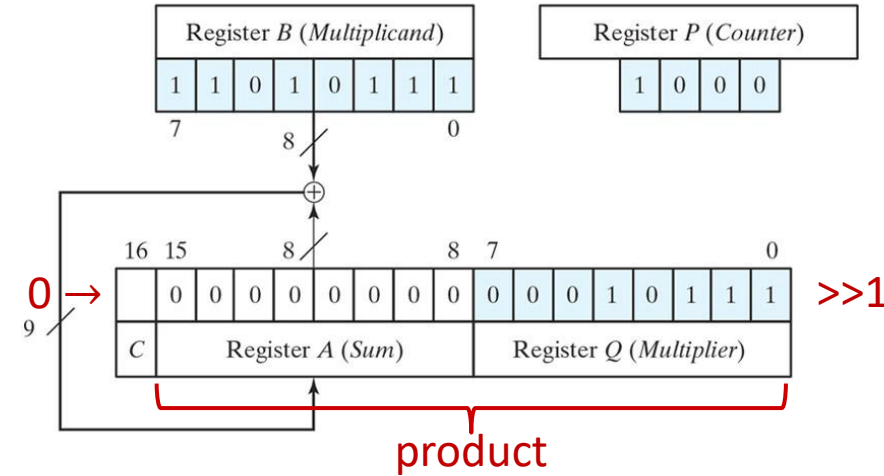 Register B (Multiplicand)
Register P (Counter)
1 1 0 1 0 1 1 1
1 0 0 0
7 8 0
16 15 8 8 7 0
0 → 0 0 0 0 0 0 0 0 0 0 0 1 0 1 1 1 >>1
9
C Register A (Sum) Register Q (Multiplier)
product